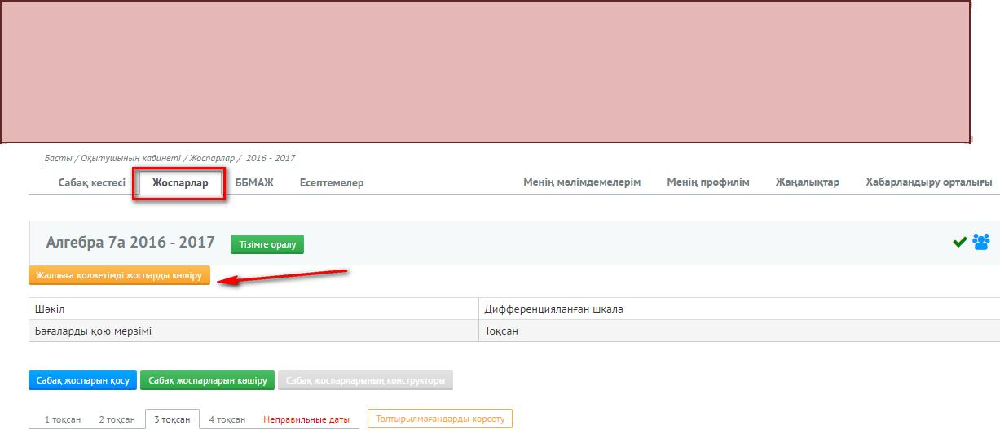 Басты / Оқытушының кабинеті / Жоспарлар / 2016 - 2017
Сабақ кестесі Жоспарлар ББМАЖ Есептемелер Менің мәлімдемелерім Менің профилім Жаңалықтар Хабарландыру орталығы
Алгебра 7а 2016 - 2017 Тізімге оралу
Жалпыға қолжетімді жоспарды көшіру
Шәкіл Дифференцияланған шкала
Бағаларды қою мерзімі Тоқсан
Сабақ жоспарын қосу Сабақ жоспарларын көшіру Сабақ жоспарларының конструкторы
1 тоқсан 2 тоқсан 3 тоқсан 4 тоқсан Неправильные даты Толтырылмағандарды көрсету